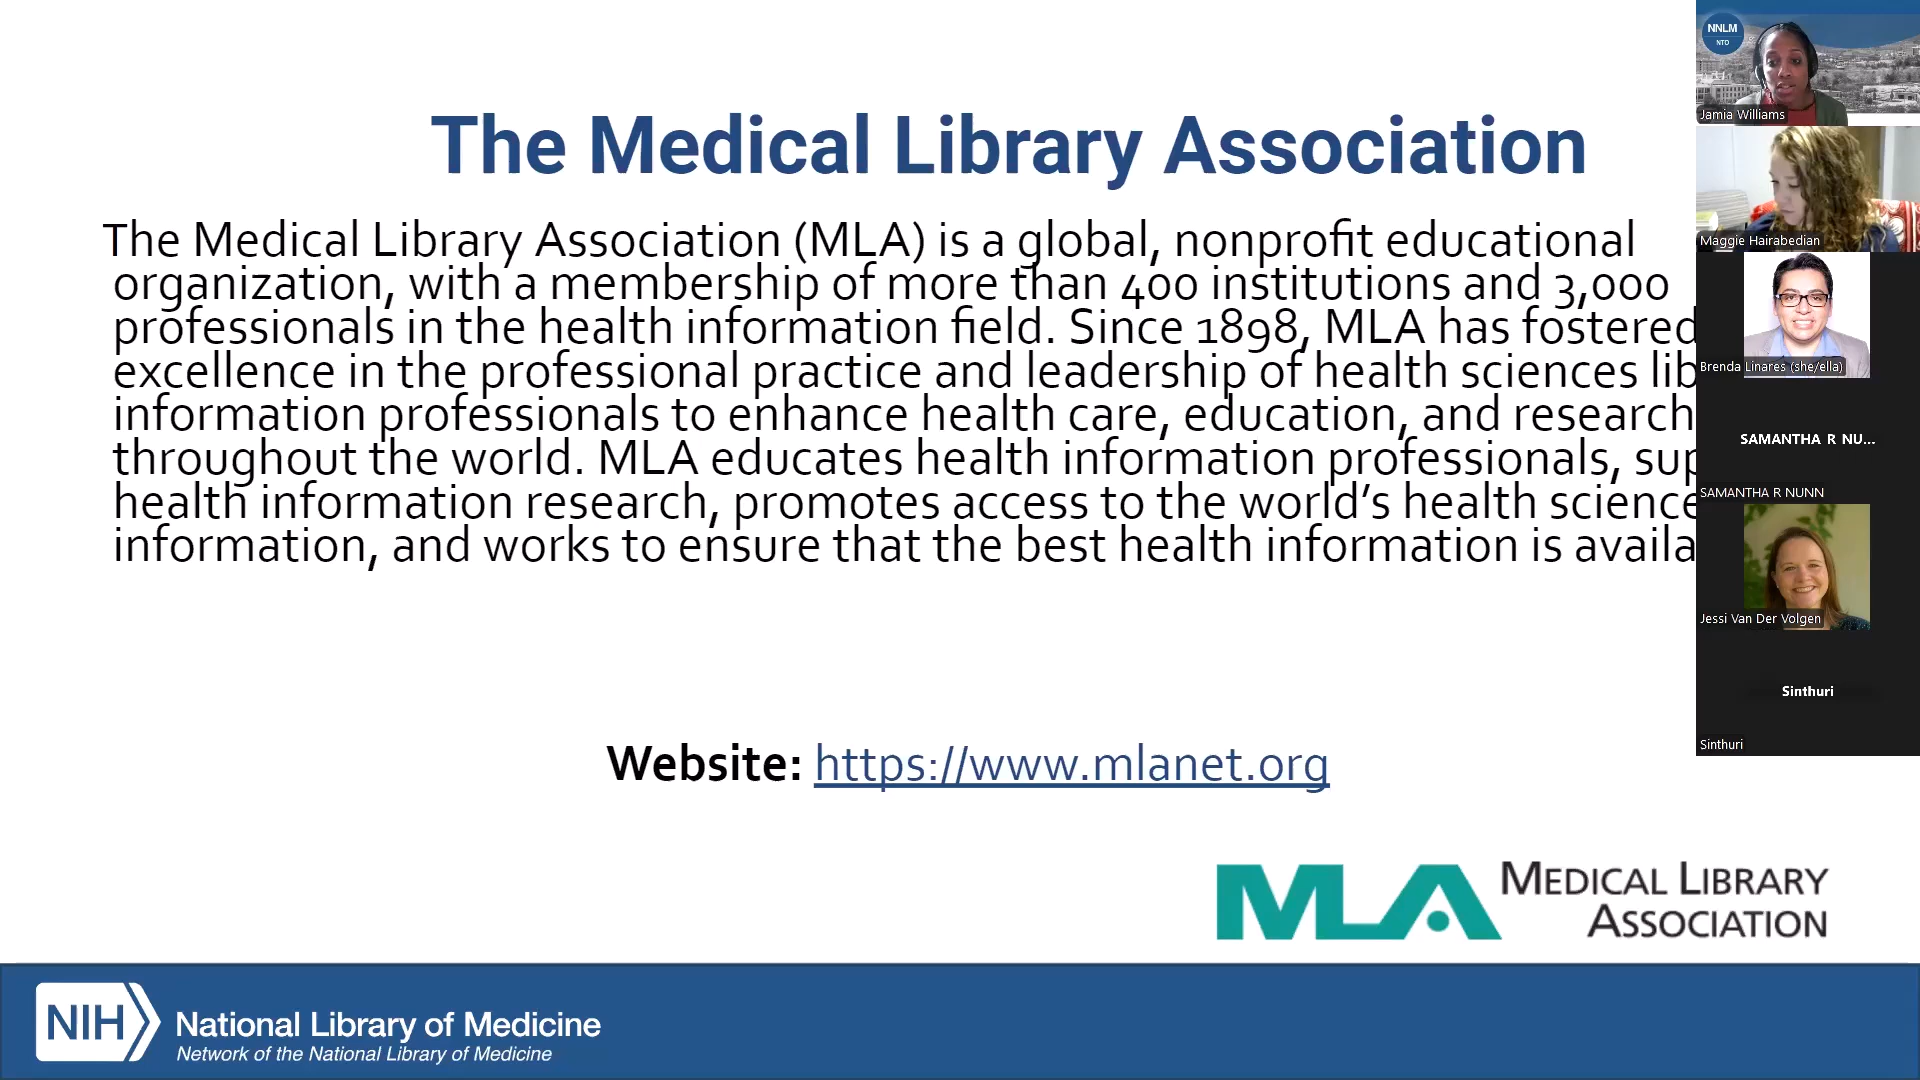 The Medical Library Association
The Medical Library Association (MLA) is a global, nonprofit educational
organization, with a membership of more than 400 institutions and 3,000
professionals in the health information field. Since 1898, MLA has fostered
excellence in the professional practice and leadership of health sciences
information professionals to enhance health care, education, and research
throughout the world. MLA educates health information professionals,
health information research, promotes access to the world’s health
information, and works to ensure that the best health information is
Website: https://www.mlanet.org
MLA MEDICAL LIBRARY
ASSOCIATION
NIH National Library of Medicine
Network of the National Library of Medicine
NNLM
NTO
Jamia Williams
Maggie Hairabedian
Brenda Linares (she/ella)
SAMANTHA R NU...
SAMANTHA R NUNN
Jessi Van Der Volgen
Sinthuri
Sinthuri